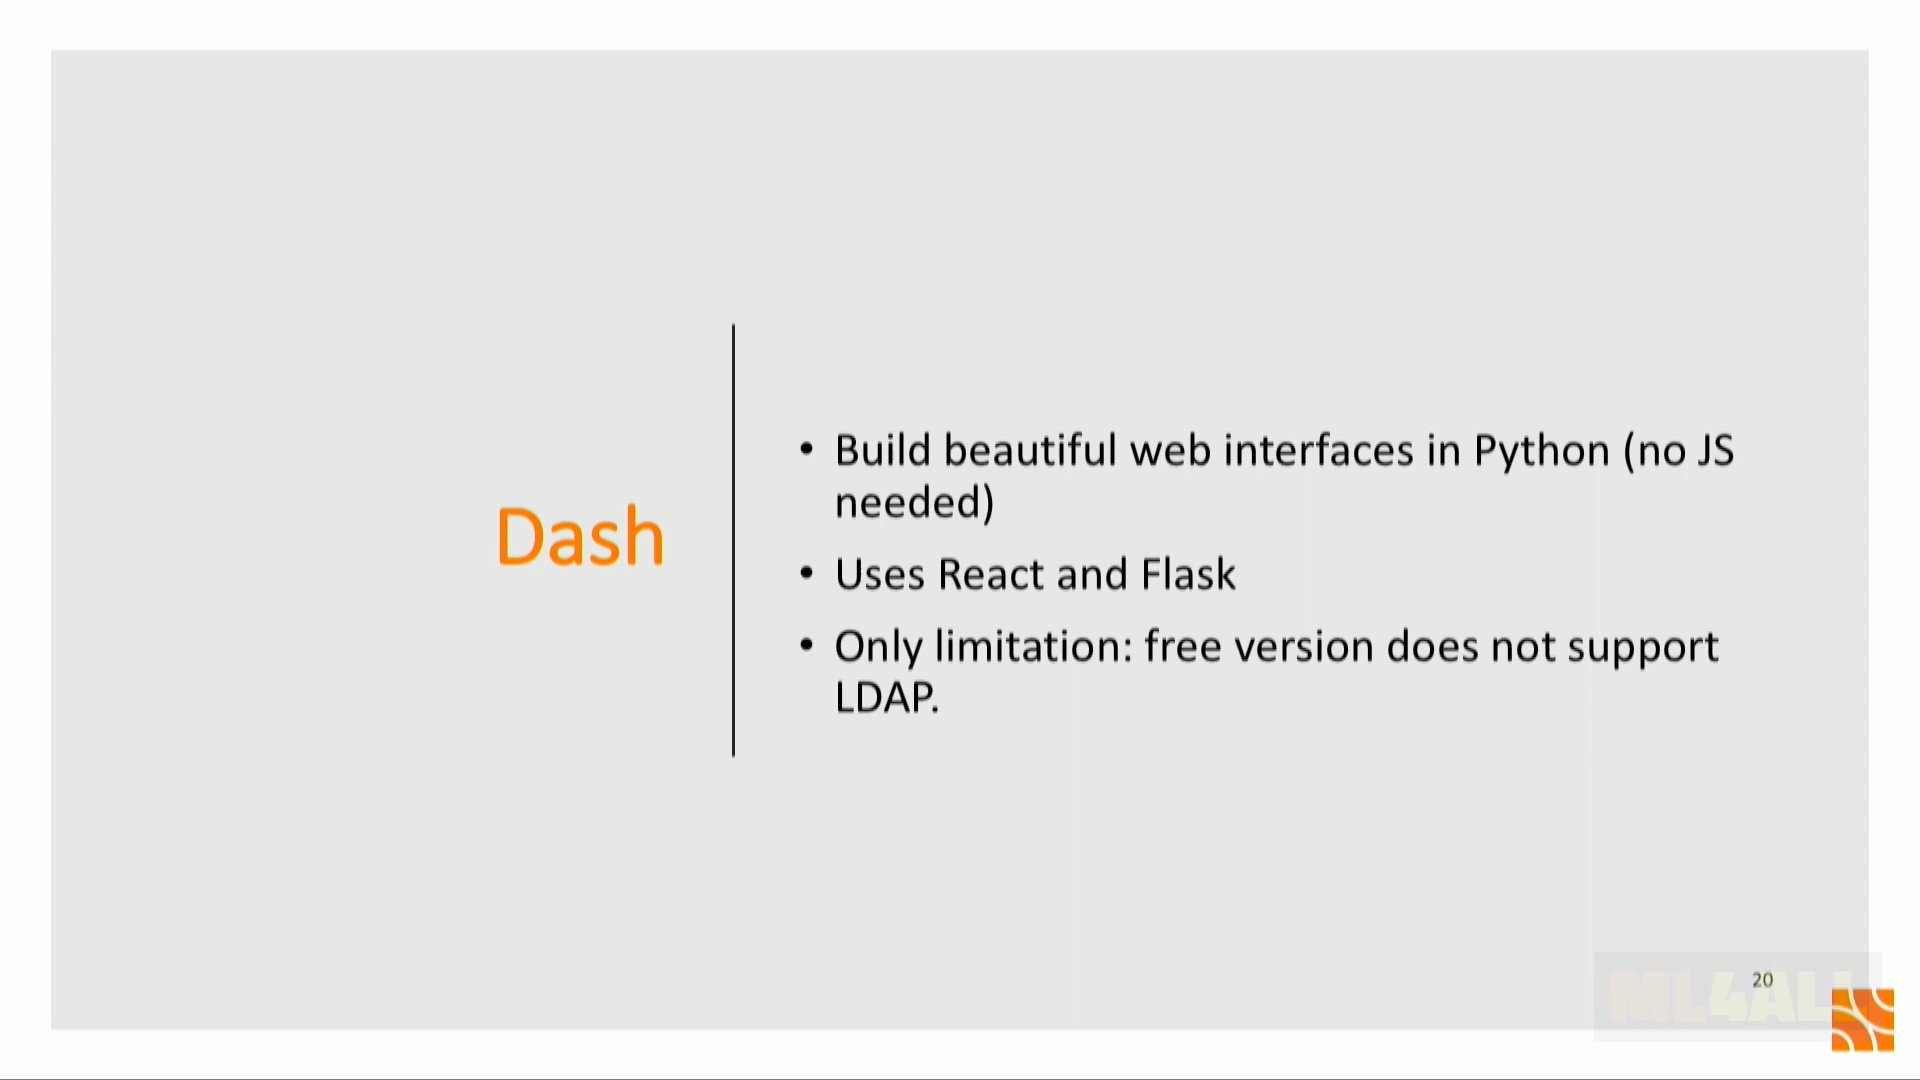 Dash
• Build beautiful web interfaces in Python (no JS
needed)
• Uses React and Flask
• Only limitation: free version does not support
LDAP.
20
ML4ALL